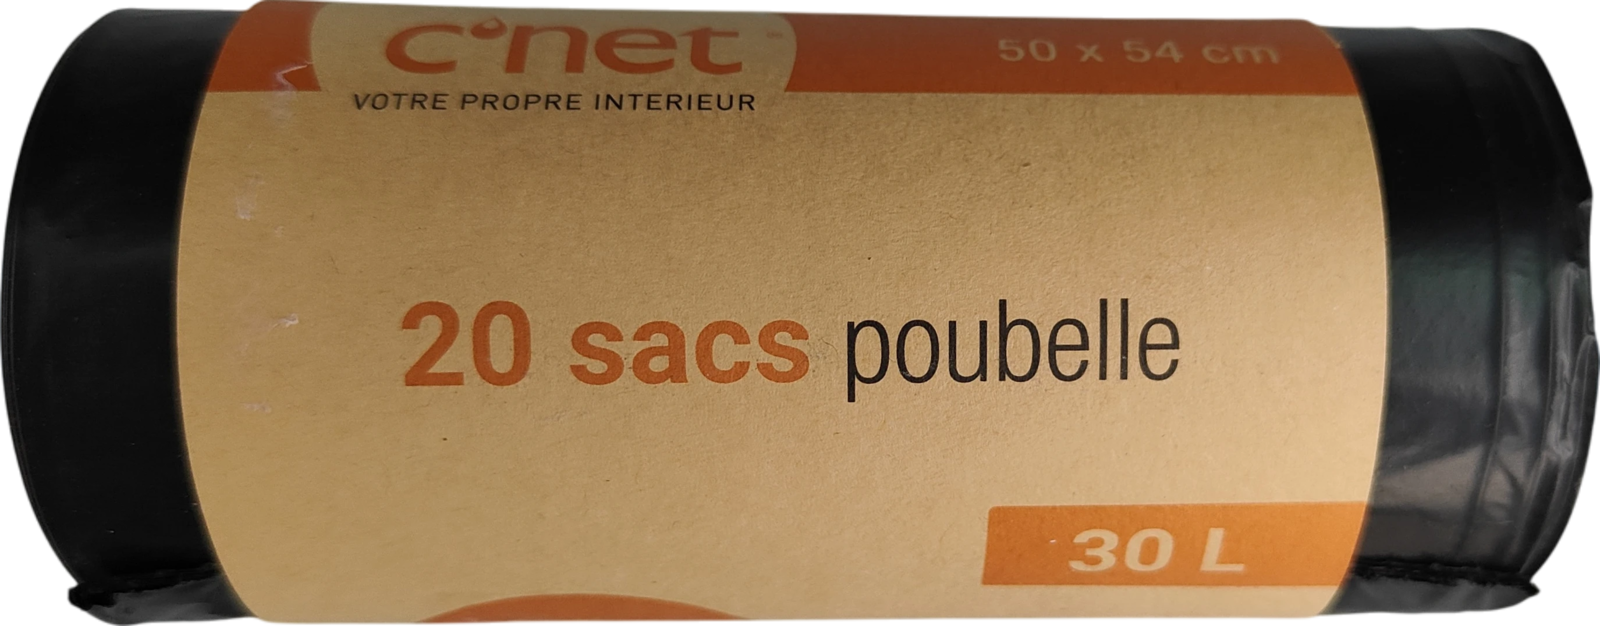 c'net
50 x 54 cm
VOTRE PROPRE INTERIEUR
20 sacs poubelle
30 L